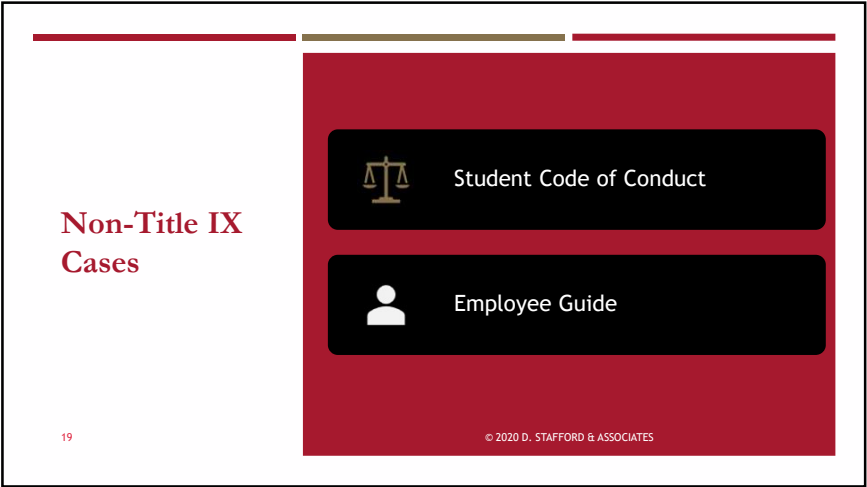 Non-Title IX
Cases
Student Code of Conduct
Employee Guide
19
© 2020 D. STAFFORD & ASSOCIATES